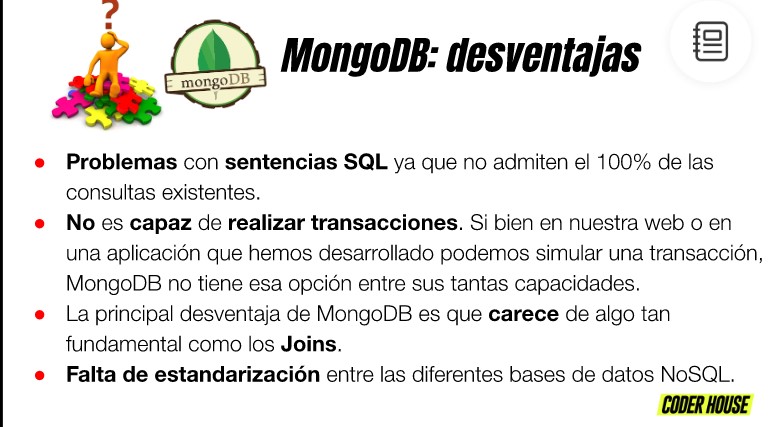 ?
mongoDB
MongoDB: desventajas
● Problemas con sentencias SQL ya que no admiten el 100% de las
consultas existentes.
● No es capaz de realizar transacciones. Si bien en nuestra web o en
una aplicación que hemos desarrollado podemos simular una transacción,
MongoDB no tiene esa opción entre sus tantas capacidades.
● La principal desventaja de MongoDB es que carece de algo tan
fundamental como los Joins.
● Falta de estandarización entre las diferentes bases de datos NoSQL.
CODER HOUSE